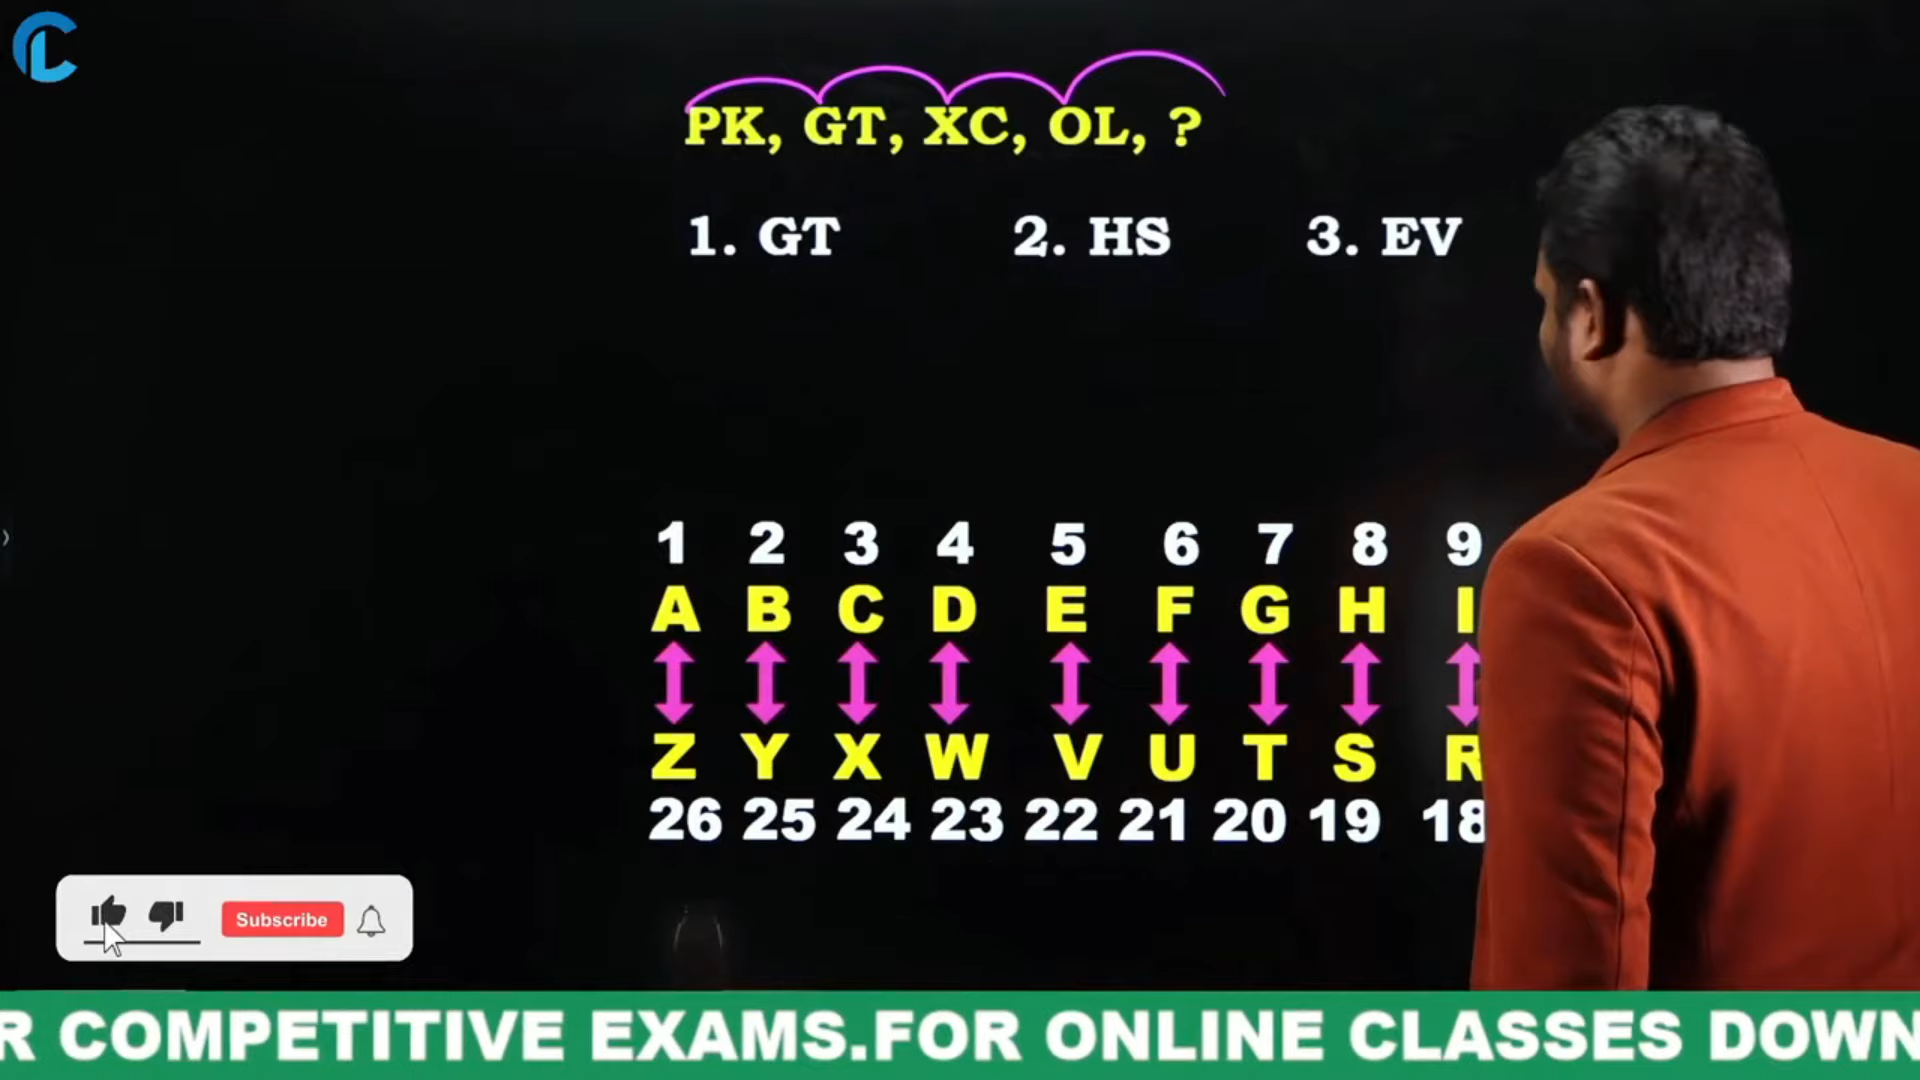 PK, GT, XC, OL, ?
1. GT 2. HS 3. EV
1 2 3 4 5 6 7 8 9
A B C D E F G H I
Z Y X W V U T S R
26 25 24 23 22 21 20 19 18
Subscribe
R COMPETITIVE EXAMS.FOR ONLINE CLASSES DOWN